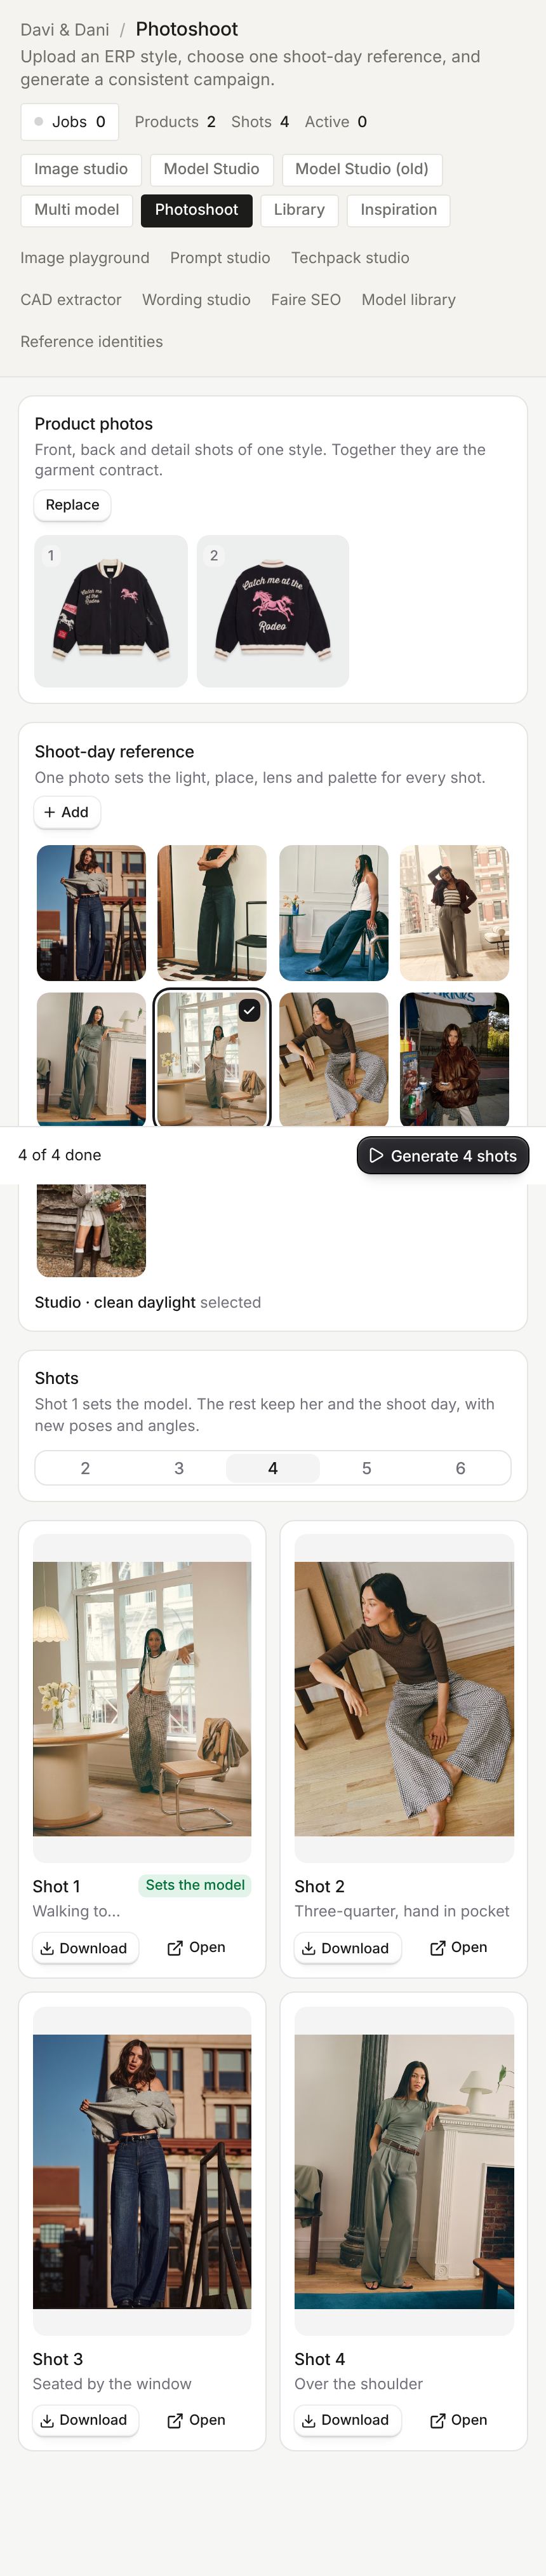 Davi & Dani / Photoshoot
Upload an ERP style, choose one shoot-day reference, and
generate a consistent campaign.
Jobs 0 Products 2 Shots 4 Active 0
Image studio Model Studio Model Studio (old)
Multi model Photoshoot Library Inspiration
Image playground Prompt studio Techpack studio
CAD extractor Wording studio Faire SEO Model library
Reference identities
Product photos
Front, back and detail shots of one style. Together they are the
garment contract.
Replace
1 2
Catch me at the
Rodeo
Catch me at the
Rodeo
Shoot-day reference
One photo sets the light, place, lens and palette for every shot.
+ Add
4 of 4 done Generate 4 shots
Studio · clean daylight selected
Shots
Shot 1 sets the model. The rest keep her and the shoot day, with
new poses and angles.
2 3 4 5 6
Shot 1 Sets the model
Walking to...
Download Open
Shot 2
Three-quarter, hand in pocket
Download Open
Shot 3
Seated by the window
Download Open
Shot 4
Over the shoulder
Download Open